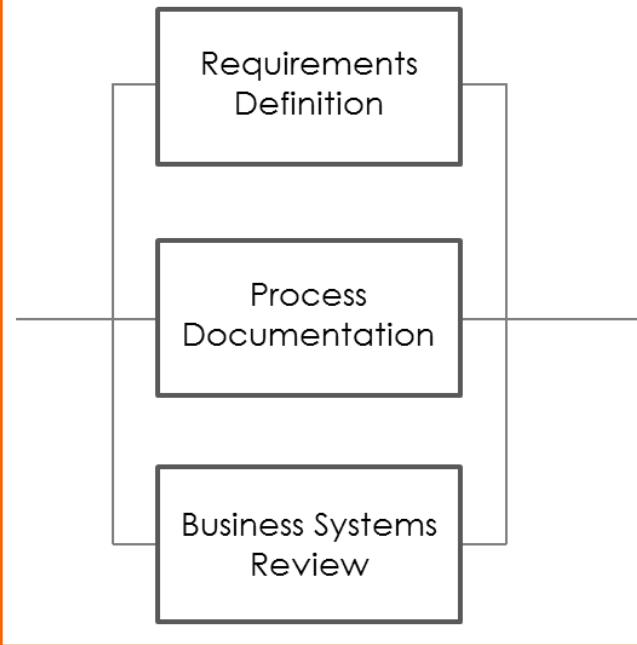 Requirements
Definition
Process
Documentation
Business Systems
Review